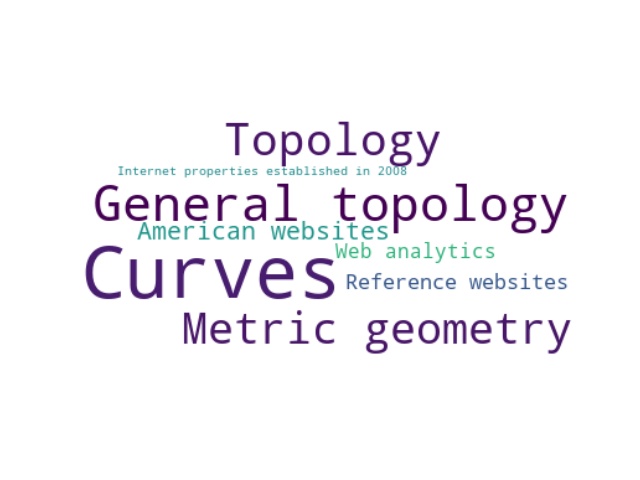 Topology
Internet properties established in 2008
General topology
American websites
Web analytics
Curves
Reference websites
Metric geometry